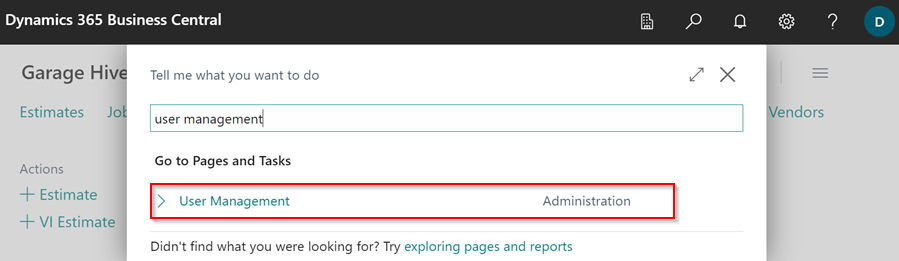 Dynamics 365 Business Central
D
Garage Hive
Tell me what you want to do
Estimates
Vendors
user management
Go to Pages and Tasks
Actions
Estimate
User Management Administration
VI Estimate
Didn't find what you were looking for? Try exploring pages and reports